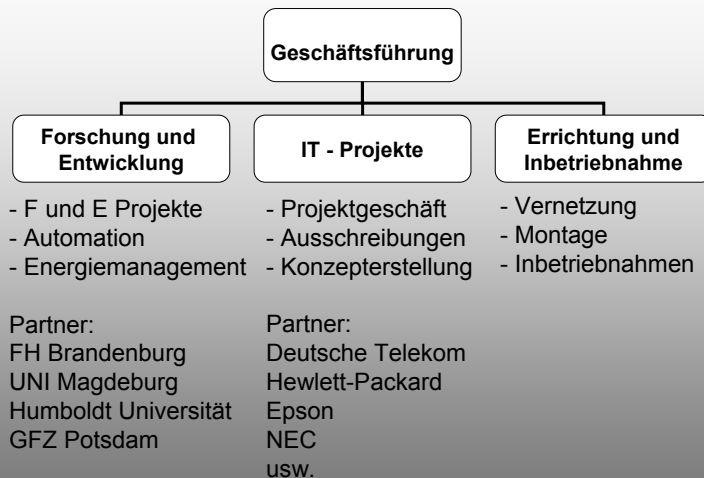 Geschäftsführung
Forschung und
Entwicklung
- F und E Projekte
- Automation
- Energiemanagement
Partner:
FH Brandenburg
UNI Magdeburg
Humboldt Universität
GFZ Potsdam
IT - Projekte
- Projektgeschäft
- Ausschreibungen
- Konzepterstellung
Partner:
Deutsche Telekom
Hewlett-Packard
Epson
NEC
usw.
Errichtung und
Inbetriebnahme
- Vernetzung
- Montage
- Inbetriebnahmen